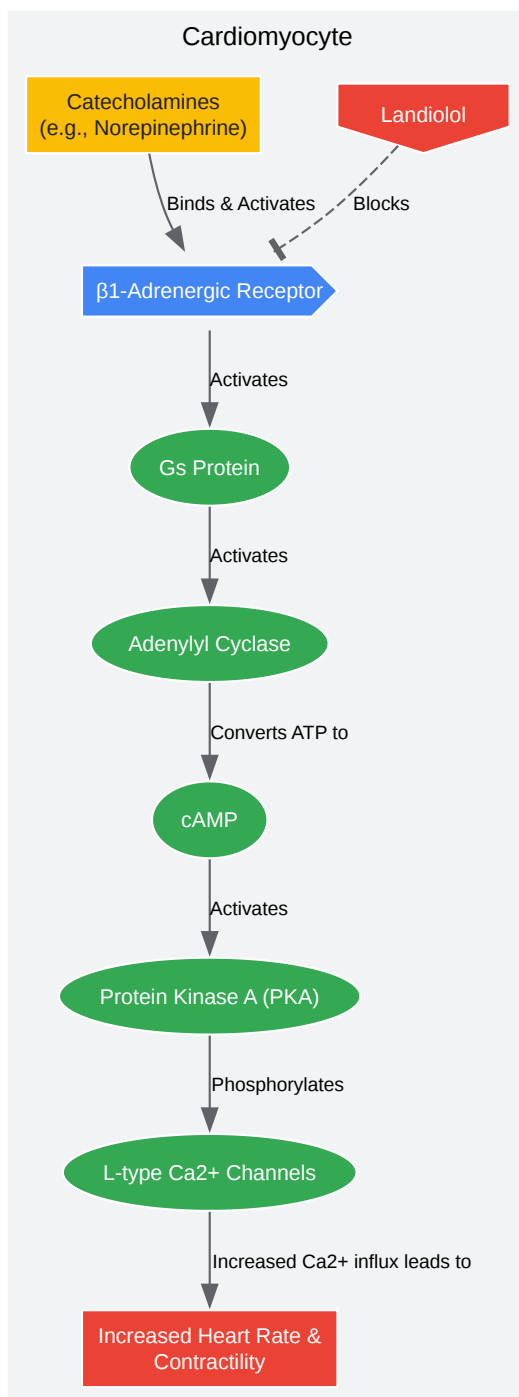 Cardiomyocyte
Catecholamines
(e.g., Norepinephrine)
Landiolol
Binds & Activates
Blocks
β1-Adrenergic Receptor
Activates
Gs Protein
Activates
Adenylyl Cyclase
Converts ATP to
cAMP
Activates
Protein Kinase A (PKA)
Phosphorylates
L-type Ca2+ Channels
Increased Ca2+ influx leads to
Increased Heart Rate &
Contractility